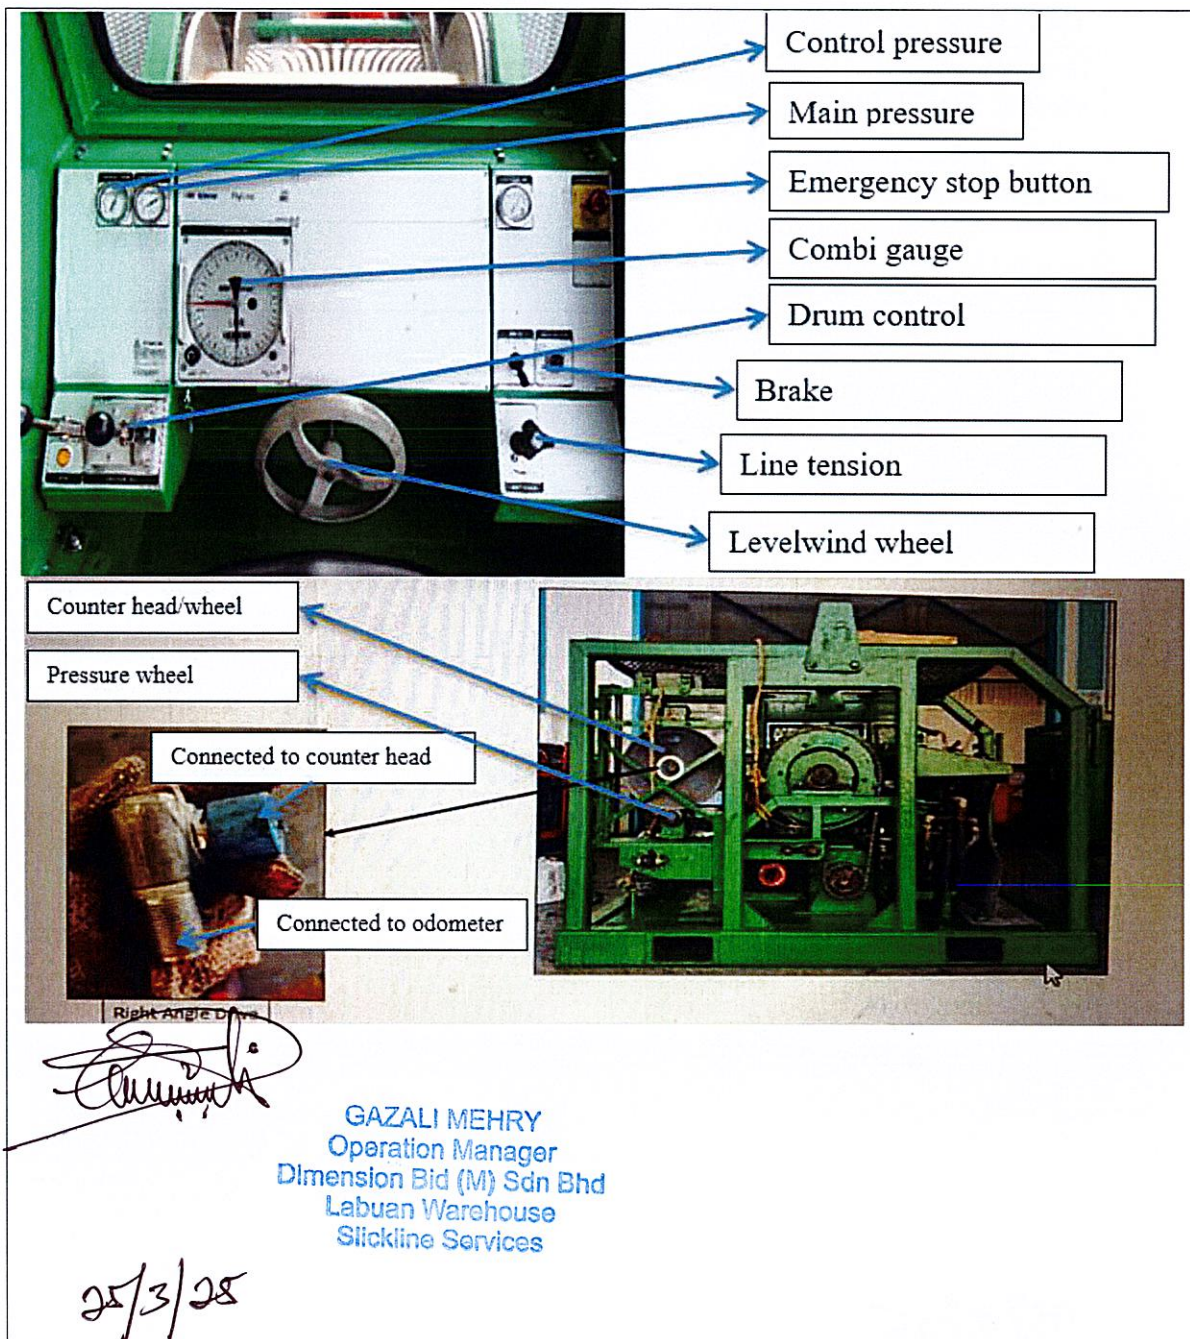 Control pressure
Main pressure
Emergency stop button
Combi gauge
Drum control
Brake
Line tension
Levelwind wheel
Counter head/wheel
Pressure wheel
Connected to counter head
Connected to odometer
Right Angle Drive
GAZALI MEHRY
Operation Manager
Dimension Bid (M) Sdn Bhd
Labuan Warehouse
Slickline Services
25/3/25